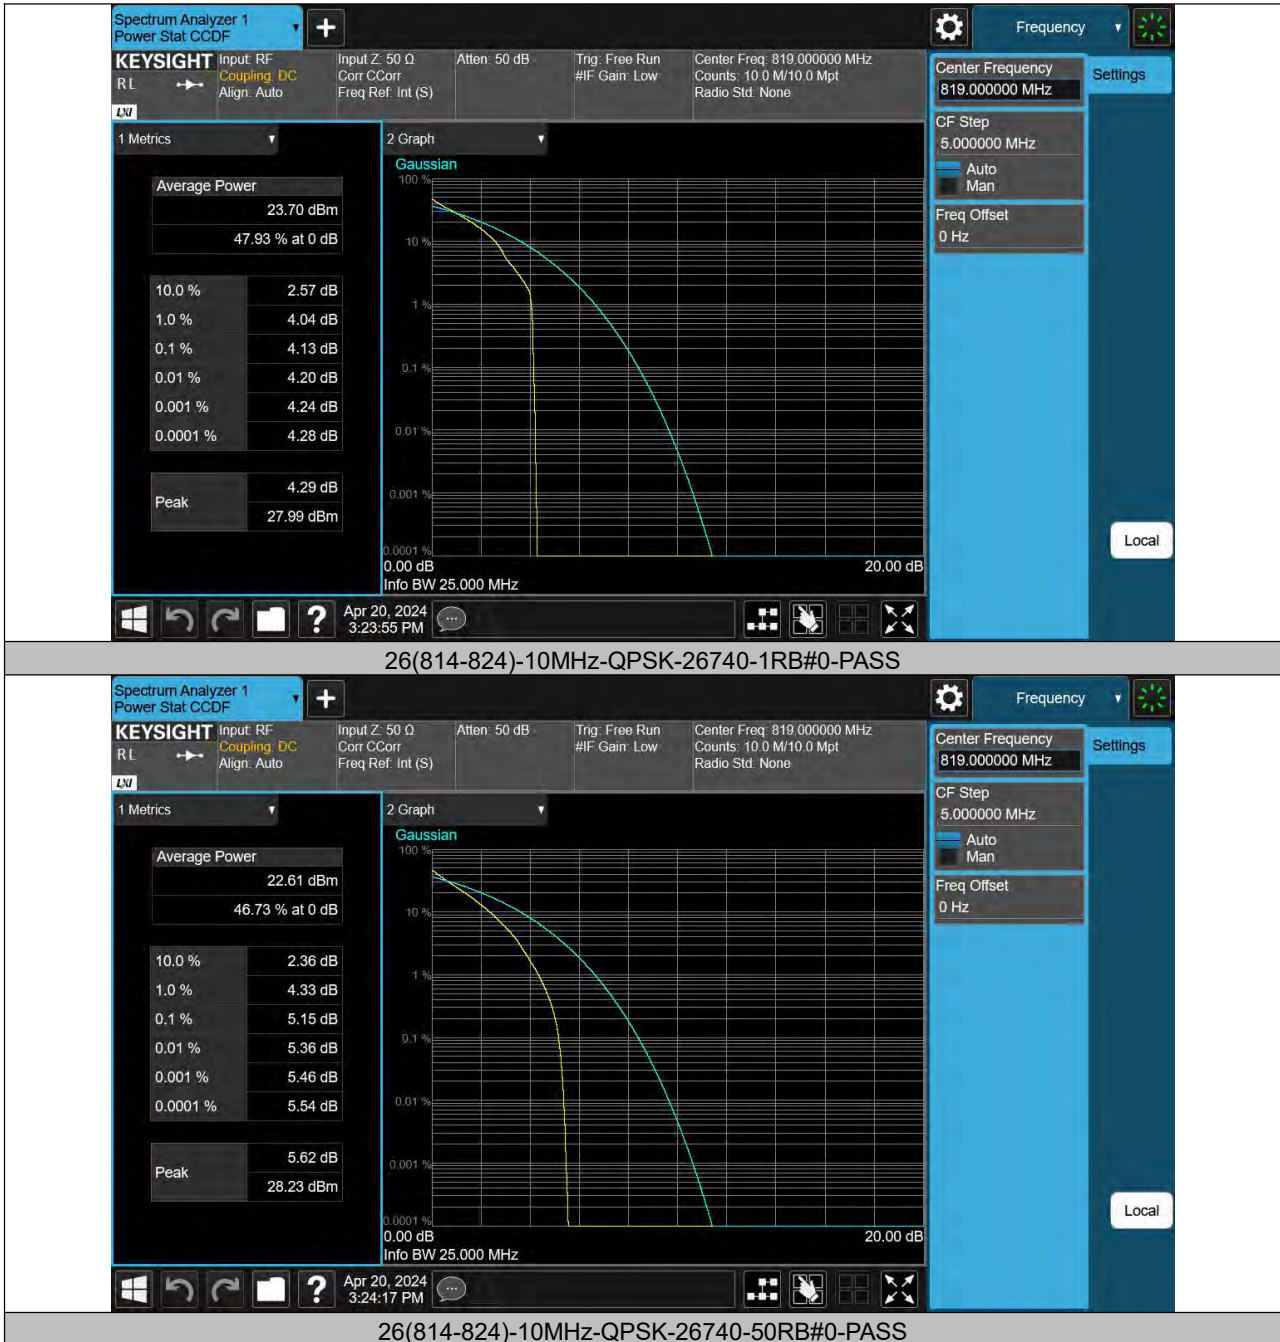 Spectrum Analyzer 1
Power Stat CCDF
Frequency
KEYSIGHT
RL
LXI
Input: RF
Coupling: DC
Align: Auto
Input Z: 50 Ω
Corr CCorr
Freq Ref: Int (S)
Atten: 50 dB
Trig: Free Run
#IF Gain: Low
Center Freq: 819.000000 MHz
Counts: 10.0 M/10.0 Mpt
Radio Std: None
Center Frequency
819.000000 MHz
Settings
CF Step
5.000000 MHz
Auto
Man
Freq Offset
0 Hz
Local
1 Metrics
Average Power
23.70 dBm
47.93 % at 0 dB
10.0 % 2.57 dB
1.0 % 4.04 dB
0.1 % 4.13 dB
0.01 % 4.20 dB
0.001 % 4.24 dB
0.0001 % 4.28 dB
Peak
4.29 dB
27.99 dBm
2 Graph
Gaussian
100 %
10 %
1 %
0.1 %
0.01 %
0.001 %
0.0001 %
0.00 dB 20.00 dB
Info BW 25.000 MHz
Apr 20, 2024
3:23:55 PM
26(814-824)-10MHz-QPSK-26740-1RB#0-PASS
Spectrum Analyzer 1
Power Stat CCDF
Frequency
KEYSIGHT
RL
LXI
Input: RF
Coupling: DC
Align: Auto
Input Z: 50 Ω
Corr CCorr
Freq Ref: Int (S)
Atten: 50 dB
Trig: Free Run
#IF Gain: Low
Center Freq: 819.000000 MHz
Counts: 10.0 M/10.0 Mpt
Radio Std: None
Center Frequency
819.000000 MHz
Settings
CF Step
5.000000 MHz
Auto
Man
Freq Offset
0 Hz
Local
1 Metrics
Average Power
22.61 dBm
46.73 % at 0 dB
10.0 % 2.36 dB
1.0 % 4.33 dB
0.1 % 5.15 dB
0.01 % 5.36 dB
0.001 % 5.46 dB
0.0001 % 5.54 dB
Peak
5.62 dB
28.23 dBm
2 Graph
Gaussian
100 %
10 %
1 %
0.1 %
0.01 %
0.001 %
0.0001 %
0.00 dB 20.00 dB
Info BW 25.000 MHz
Apr 20, 2024
3:24:17 PM
26(814-824)-10MHz-QPSK-26740-50RB#0-PASS